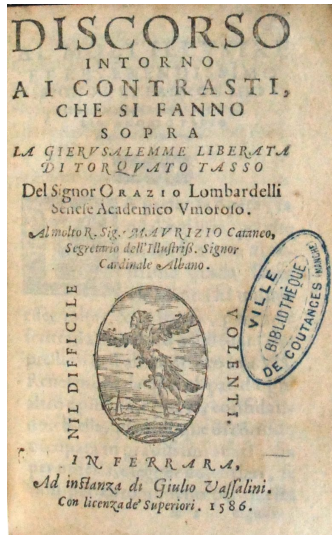 DISCORSO
INTORNO
A I CONTRASTI,
CHE SI FANNO
SOPRA
LA GIERVSALEMME LIBERATA
DI TORQVATO TASSO
Del Signor ORAZIO Lombardelli
Senese Academico Vmoroso.
Al molto R. Sig. MAVRIZIO Cataneo,
Segretario dell'Illustriß. Signor
Cardinale Albano.
NIL DIFFICILE
VOLENTI
VILLE
BIBLIOTHÈQUE
DE COUTANCES (MANCHE)
IN FERRARA,
Ad instanza di Giulio Vassalini.
Con licenza de' Superiori. 1586.